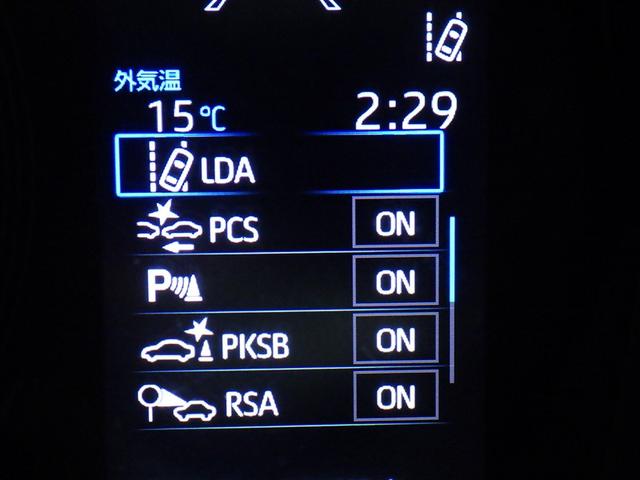 外気温
15℃ 2:29
LDA
PCS ON
P ON
PKSB ON
RSA ON